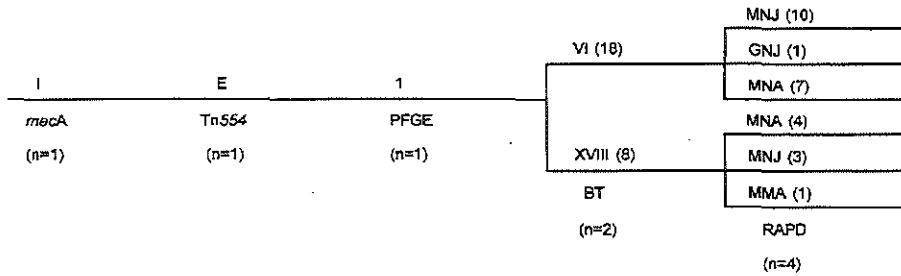 MNJ (10)
VI (18)
GNJ (1)
I E 1
MNA (7)
mecA Tn554 PFGE
MNA (4)
(n=1) (n=1) (n=1)
XVIII (8)
MNJ (3)
BT
MMA (1)
(n=2)
RAPD
(n=4)